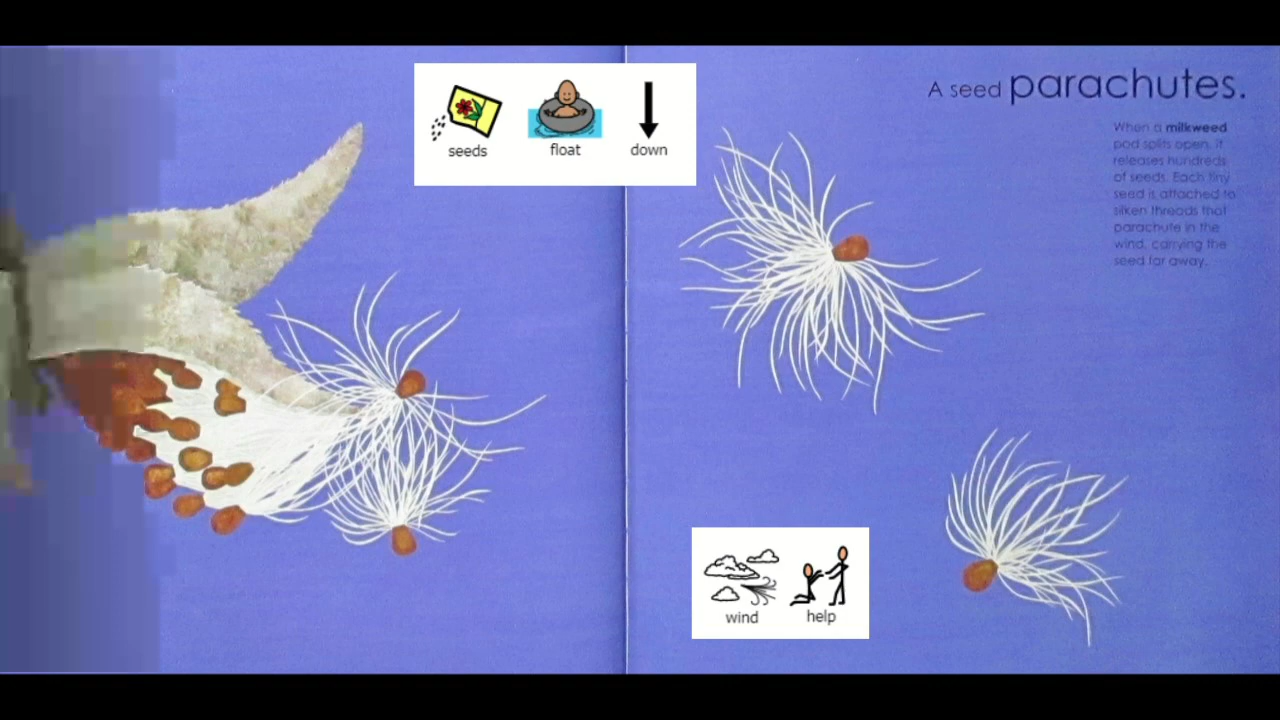 seeds float down
A seed parachutes.
When a milkweed
pod splits open, it
releases hundreds
of seeds. Each tiny
seed is attached to
silken threads that
parachute in the
wind, carrying the
seed far away.
wind help